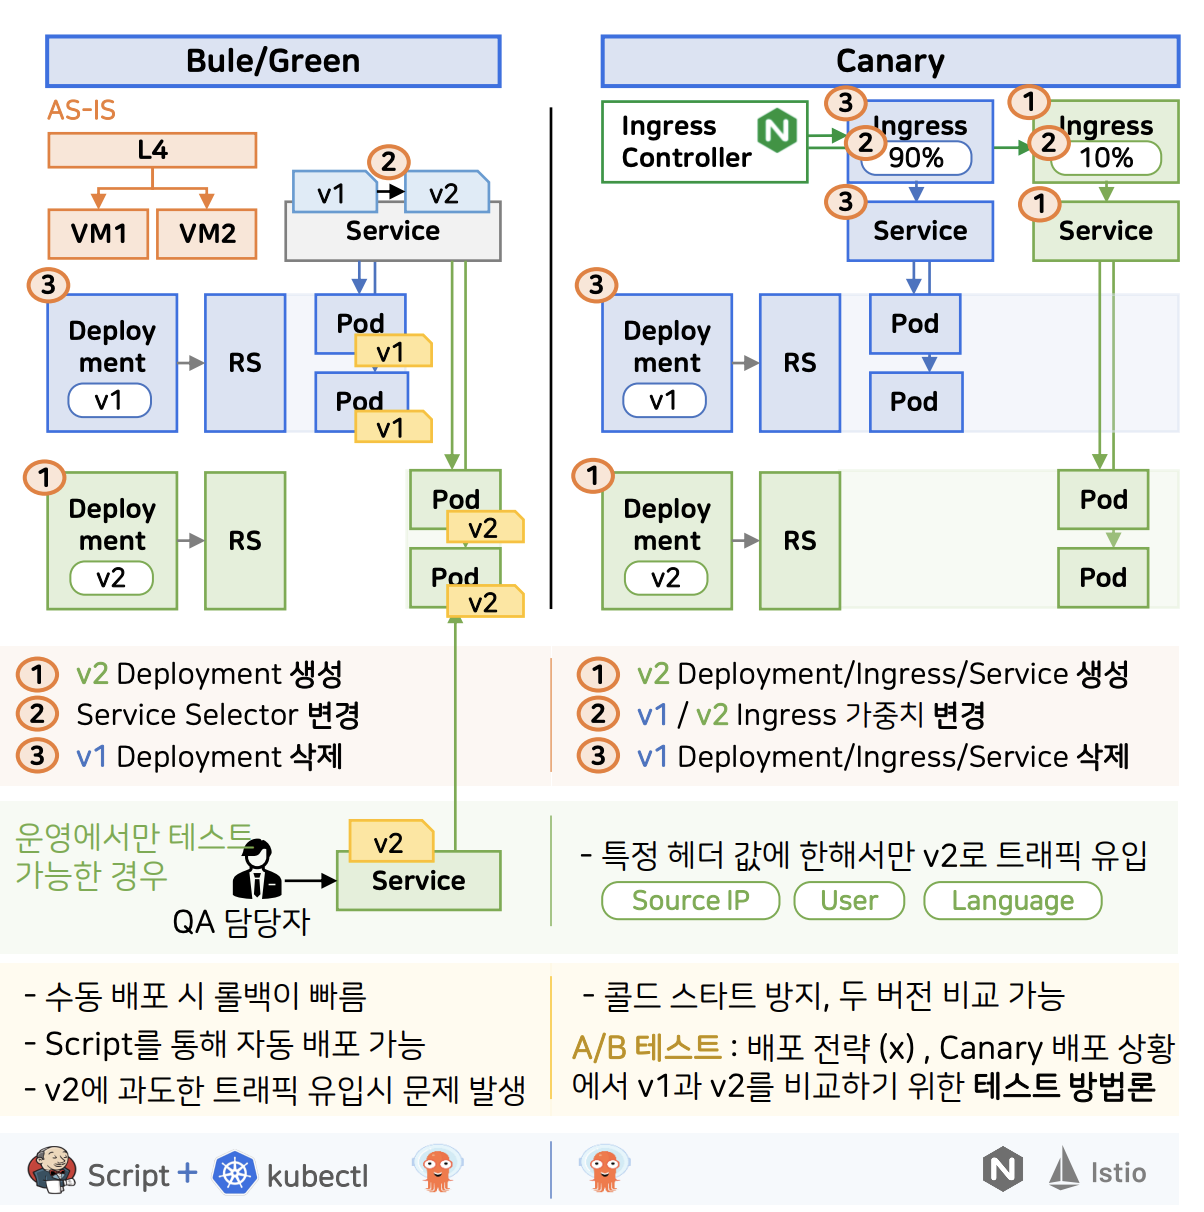 Bule/Green
AS-IS
L4
VM1
VM2
2
v1
v2
Service
3
Deploy
ment
v1
RS
Pod
v1
Pod
v1
1
Deploy
ment
v2
RS
Pod
v2
Pod
v2
Canary
Ingress
Controller
N
3
Ingress
2
90%
1
Ingress
2
10%
3
Service
1
Service
3
Deploy
ment
v1
RS
Pod
Pod
1
Deploy
ment
v2
RS
Pod
Pod
1 v2 Deployment 생성
2 Service Selector 변경
3 v1 Deployment 삭제
1 v2 Deployment/Ingress/Service 생성
2 v1 / v2 Ingress 가중치 변경
3 v1 Deployment/Ingress/Service 삭제
운영에서만 테스트
가능한 경우
QA 담당자
v2
Service
- 특정 헤더 값에 한해서만 v2로 트래픽 유입
Source IP
User
Language
- 수동 배포 시 롤백이 빠름
- Script를 통해 자동 배포 가능
- v2에 과도한 트래픽 유입시 문제 발생
- 콜드 스타트 방지, 두 버전 비교 가능
A/B 테스트 : 배포 전략 (x) , Canary 배포 상황
에서 v1과 v2를 비교하기 위한 테스트 방법론
Script + kubectl
N
Istio